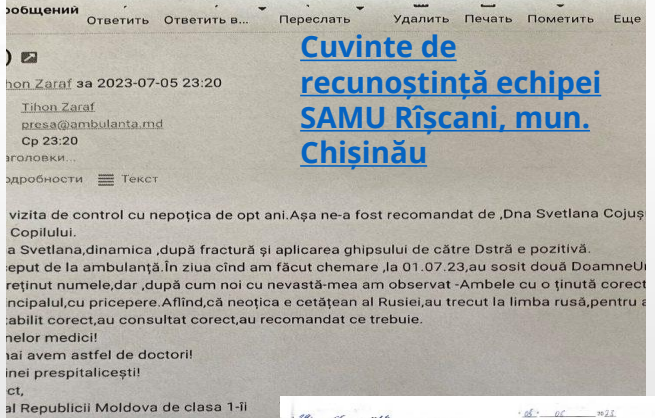 ообщений
Ответить Ответить в... Переслать Удалить Печать Пометить Еще
Cuvinte de
recunoștință echipei
SAMU Rîșcani, mun.
Chișinău
)
hon Zaraf за 2023-07-05 23:20
Tihon Zaraf
presa@ambulanta.md
Ср 23:20
аголовки...
одробности Текст
vizita de control cu nepoțica de opt ani.Așa ne-a fost recomandat de ,Dna Svetlana Cojuș
Copilului.
a Svetlana,dinamica ,după fractură și aplicarea ghipsului de către Dstră e pozitivă.
ceput de la ambulanță.În ziua cînd am făcut chemare ,la 01.07.23,au sosit două DoamneUr
reținut numele,dar ,după cum noi cu nevastă-mea am observat -Ambele cu o ținută corect
ncipalul,cu pricepere.Aflînd,că neoțica e cetățean al Rusiei,au trecut la limba rusă,pentru a
tabilit corect,au consultat corect,au recomandat ce trebuie.
nelor medici!
nai avem astfel de doctori!
inei prespitalicești!
ct,
al Republicii Moldova de clasa 1-îi